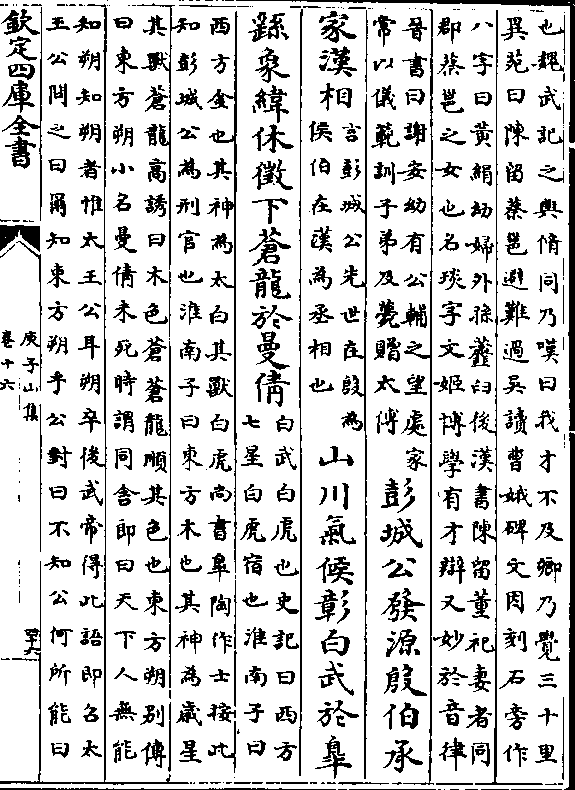 也魏武記之與脩同乃嘆曰我才不及卿乃覺三十里
異苑曰陳留蔡邕避難過吳讀曹娥碑文因刻石旁作
八字曰黃絹幼婦外孫虀臼後漢書陳留董祀妻者同
郡蔡邕之女也名琰字文姬博學有才辯又妙於音律
晉書曰謝安幼有公輔之望處家
常以儀範訓子弟及薨贈太傅
彭城公發源殷伯承
家漢相
言彭城公先世在殷為
侯伯在漢為丞相也
山川氣候彰白武於臯
繇象緯休徵下蒼龍於曼倩
白武白虎也史記曰西方
七星白虎宿也淮南子曰
西方金也其神為太白其獸白虎尚書臯陶作士按此
知彭城公為刑官也淮南子曰東方木也其神為歲星
其獸蒼龍高誘曰木色蒼蒼龍順其色也東方朔别傳
曰東方朔小名曼倩未死時謂同舍郎曰天下人無能
知朔知朔者惟太王公耳朔卒後武帝得此語即召太
王公問之曰爾知東方朔乎公對曰不知公何所能曰
欽定四庫全書
庾子山集
卷十六